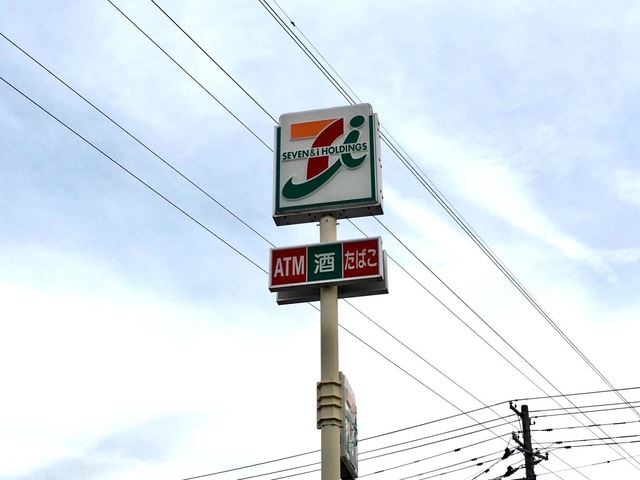 SEVEN&i HOLDINGS
ATM 酒 たばこ